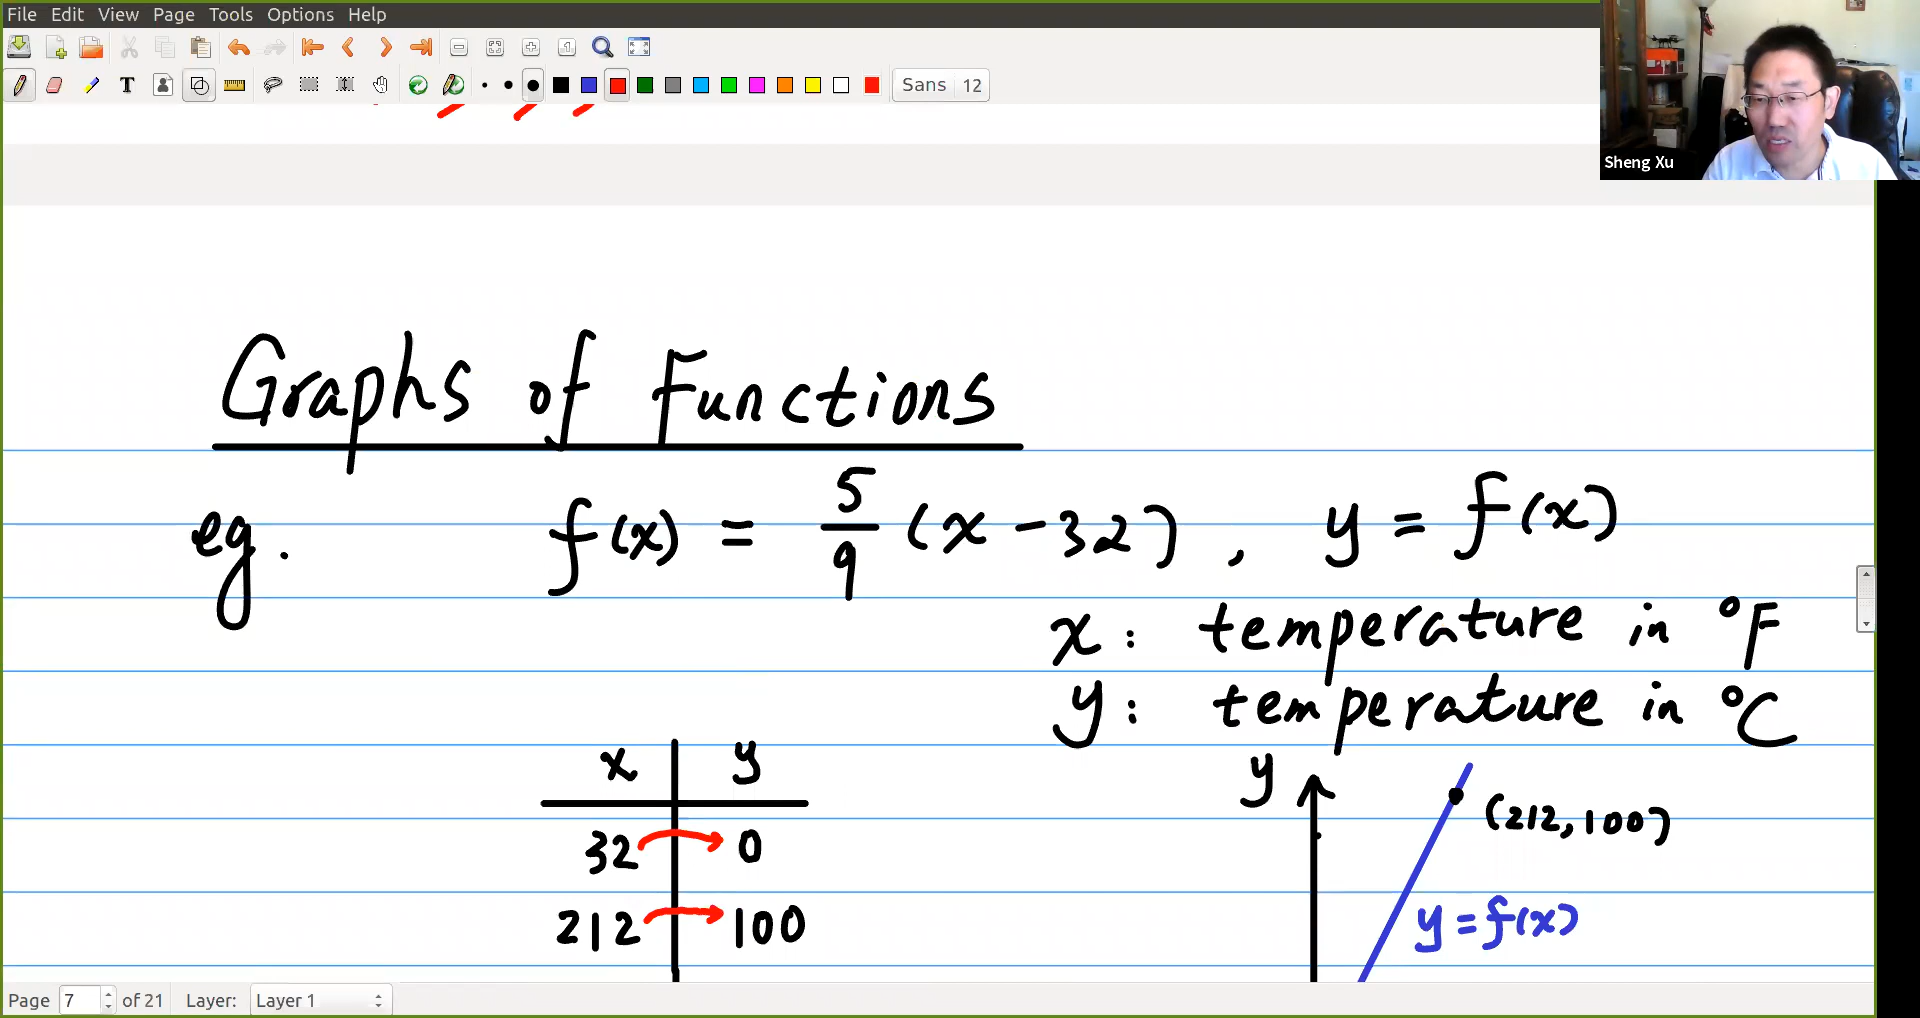 File Edit View Page Tools Options Help
Sans 12
Sheng Xu
Graphs of Functions
eg. f(x) = 5/9 (x - 32), y = f(x)
x: temperature in °F
y: temperature in °C
x y
32 0
212 100
y
(212, 100)
y = f(x)
Page 7 of 21 Layer: Layer 1